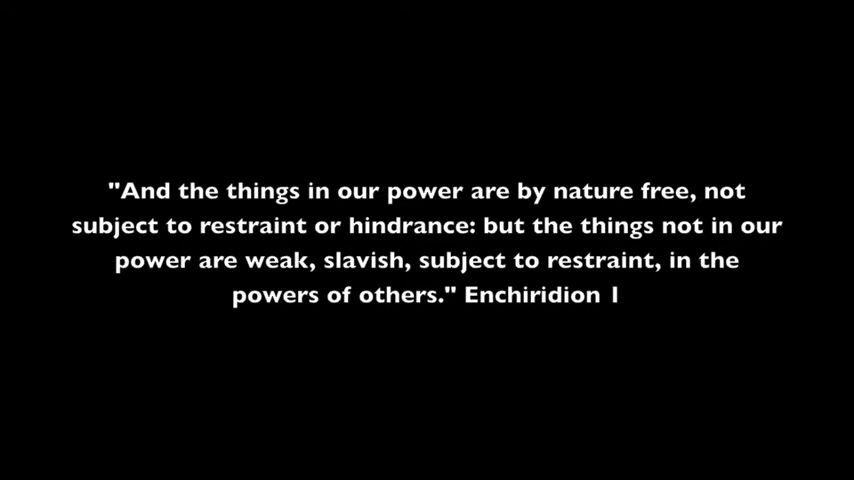 "And the things in our power are by nature free, not
subject to restraint or hindrance: but the things not in our
power are weak, slavish, subject to restraint, in the
powers of others." Enchiridion 1